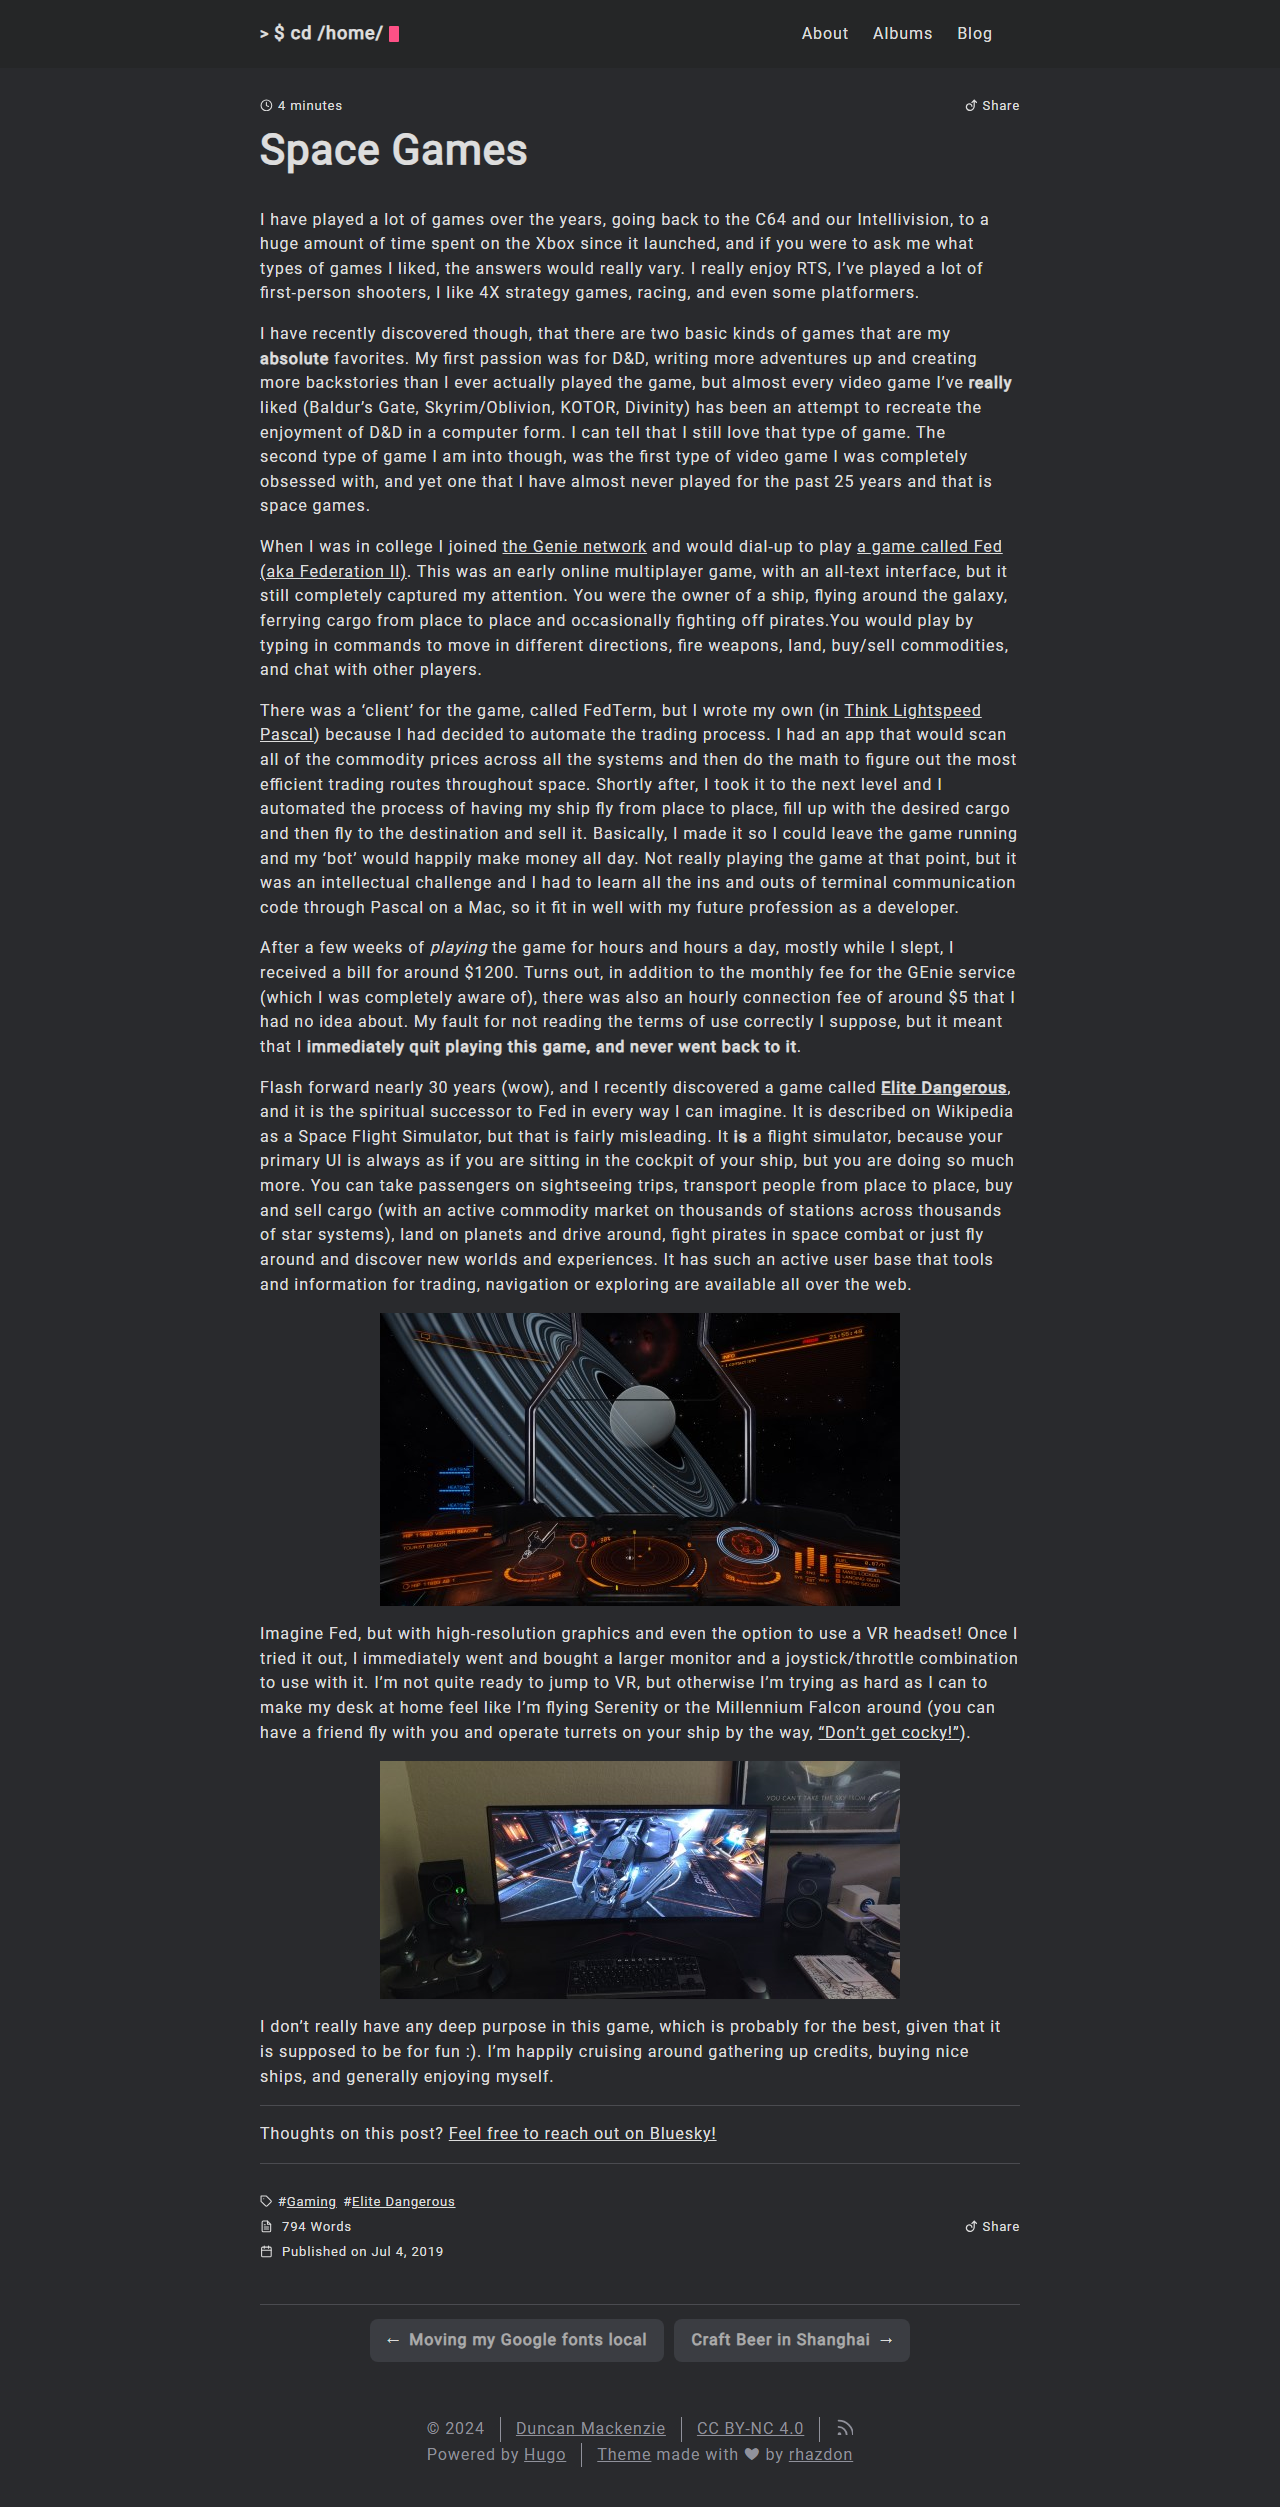 > $ cd /home/
About Albums Blog
4 minutes
Share
Space Games
I have played a lot of games over the years, going back to the C64 and our Intellivision, to a
huge amount of time spent on the Xbox since it launched, and if you were to ask me what
types of games I liked, the answers would really vary. I really enjoy RTS, I’ve played a lot of
first-person shooters, I like 4X strategy games, racing, and even some platformers.
I have recently discovered though, that there are two basic kinds of games that are my
absolute favorites. My first passion was for D&D, writing more adventures up and creating
more backstories than I ever actually played the game, but almost every video game I’ve really
liked (Baldur’s Gate, Skyrim/Oblivion, KOTOR, Divinity) has been an attempt to recreate the
enjoyment of D&D in a computer form. I can tell that I still love that type of game. The
second type of game I am into though, was the first type of video game I was completely
obsessed with, and yet one that I have almost never played for the past 25 years and that is
space games.
When I was in college I joined the Genie network and would dial-up to play a game called Fed
(aka Federation II). This was an early online multiplayer game, with an all-text interface, but it
still completely captured my attention. You were the owner of a ship, flying around the galaxy,
ferrying cargo from place to place and occasionally fighting off pirates.You would play by
typing in commands to move in different directions, fire weapons, land, buy/sell commodities,
and chat with other players.
There was a ‘client’ for the game, called FedTerm, but I wrote my own (in Think Lightspeed
Pascal) because I had decided to automate the trading process. I had an app that would scan
all of the commodity prices across all the systems and then do the math to figure out the most
efficient trading routes throughout space. Shortly after, I took it to the next level and I
automated the process of having my ship fly from place to place, fill up with the desired cargo
and then fly to the destination and sell it. Basically, I made it so I could leave the game running
and my ‘bot’ would happily make money all day. Not really playing the game at that point, but it
was an intellectual challenge and I had to learn all the ins and outs of terminal communication
code through Pascal on a Mac, so it fit in well with my future profession as a developer.
After a few weeks of playing the game for hours and hours a day, mostly while I slept, I
received a bill for around $1200. Turns out, in addition to the monthly fee for the GEnie service
(which I was completely aware of), there was also an hourly connection fee of around $5 that I
had no idea about. My fault for not reading the terms of use correctly I suppose, but it meant
that I immediately quit playing this game, and never went back to it.
Flash forward nearly 30 years (wow), and I recently discovered a game called Elite Dangerous,
and it is the spiritual successor to Fed in every way I can imagine. It is described on Wikipedia
as a Space Flight Simulator, but that is fairly misleading. It is a flight simulator, because your
primary UI is always as if you are sitting in the cockpit of your ship, but you are doing so much
more. You can take passengers on sightseeing trips, transport people from place to place, buy
and sell cargo (with an active commodity market on thousands of stations across thousands
of star systems), land on planets and drive around, fight pirates in space combat or just fly
around and discover new worlds and experiences. It has such an active user base that tools
and information for trading, navigation or exploring are available all over the web.
21:50:49
HEATSINK
HEATSINK
HEATSINK
TOURIST BEACON
FUEL
Imagine Fed, but with high-resolution graphics and even the option to use a VR headset! Once I
tried it out, I immediately went and bought a larger monitor and a joystick/throttle combination
to use with it. I’m not quite ready to jump to VR, but otherwise I’m trying as hard as I can to
make my desk at home feel like I’m flying Serenity or the Millennium Falcon around (you can
have a friend fly with you and operate turrets on your ship by the way, “Don’t get cocky!”).
YOU CAN'T TAKE THE SKY FROM ME
I don’t really have any deep purpose in this game, which is probably for the best, given that it
is supposed to be for fun :). I’m happily cruising around gathering up credits, buying nice
ships, and generally enjoying myself.
Thoughts on this post? Feel free to reach out on Bluesky!
#Gaming #Elite Dangerous
794 Words
Share
Published on Jul 4, 2019
← Moving my Google fonts local
Craft Beer in Shanghai →
© 2024 | Duncan Mackenzie | CC BY-NC 4.0 |
Powered by Hugo | Theme made with ♥ by rhazdon